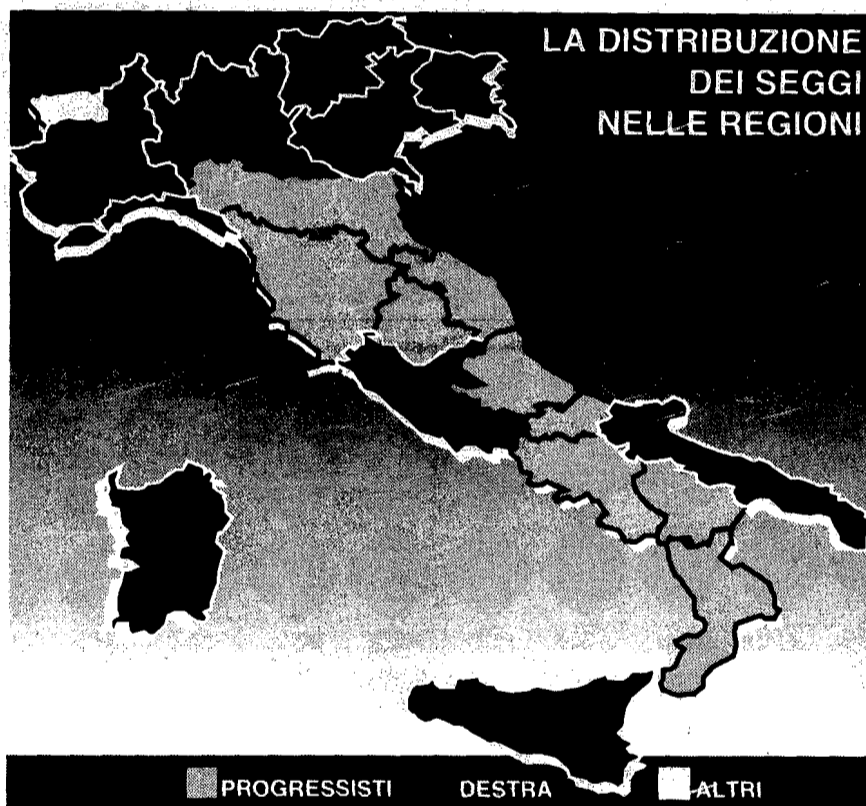 LA DISTRIBUZIONE
DEI SEGGI
NELLE REGIONI
PROGRESSISTI DESTRA ALTRI